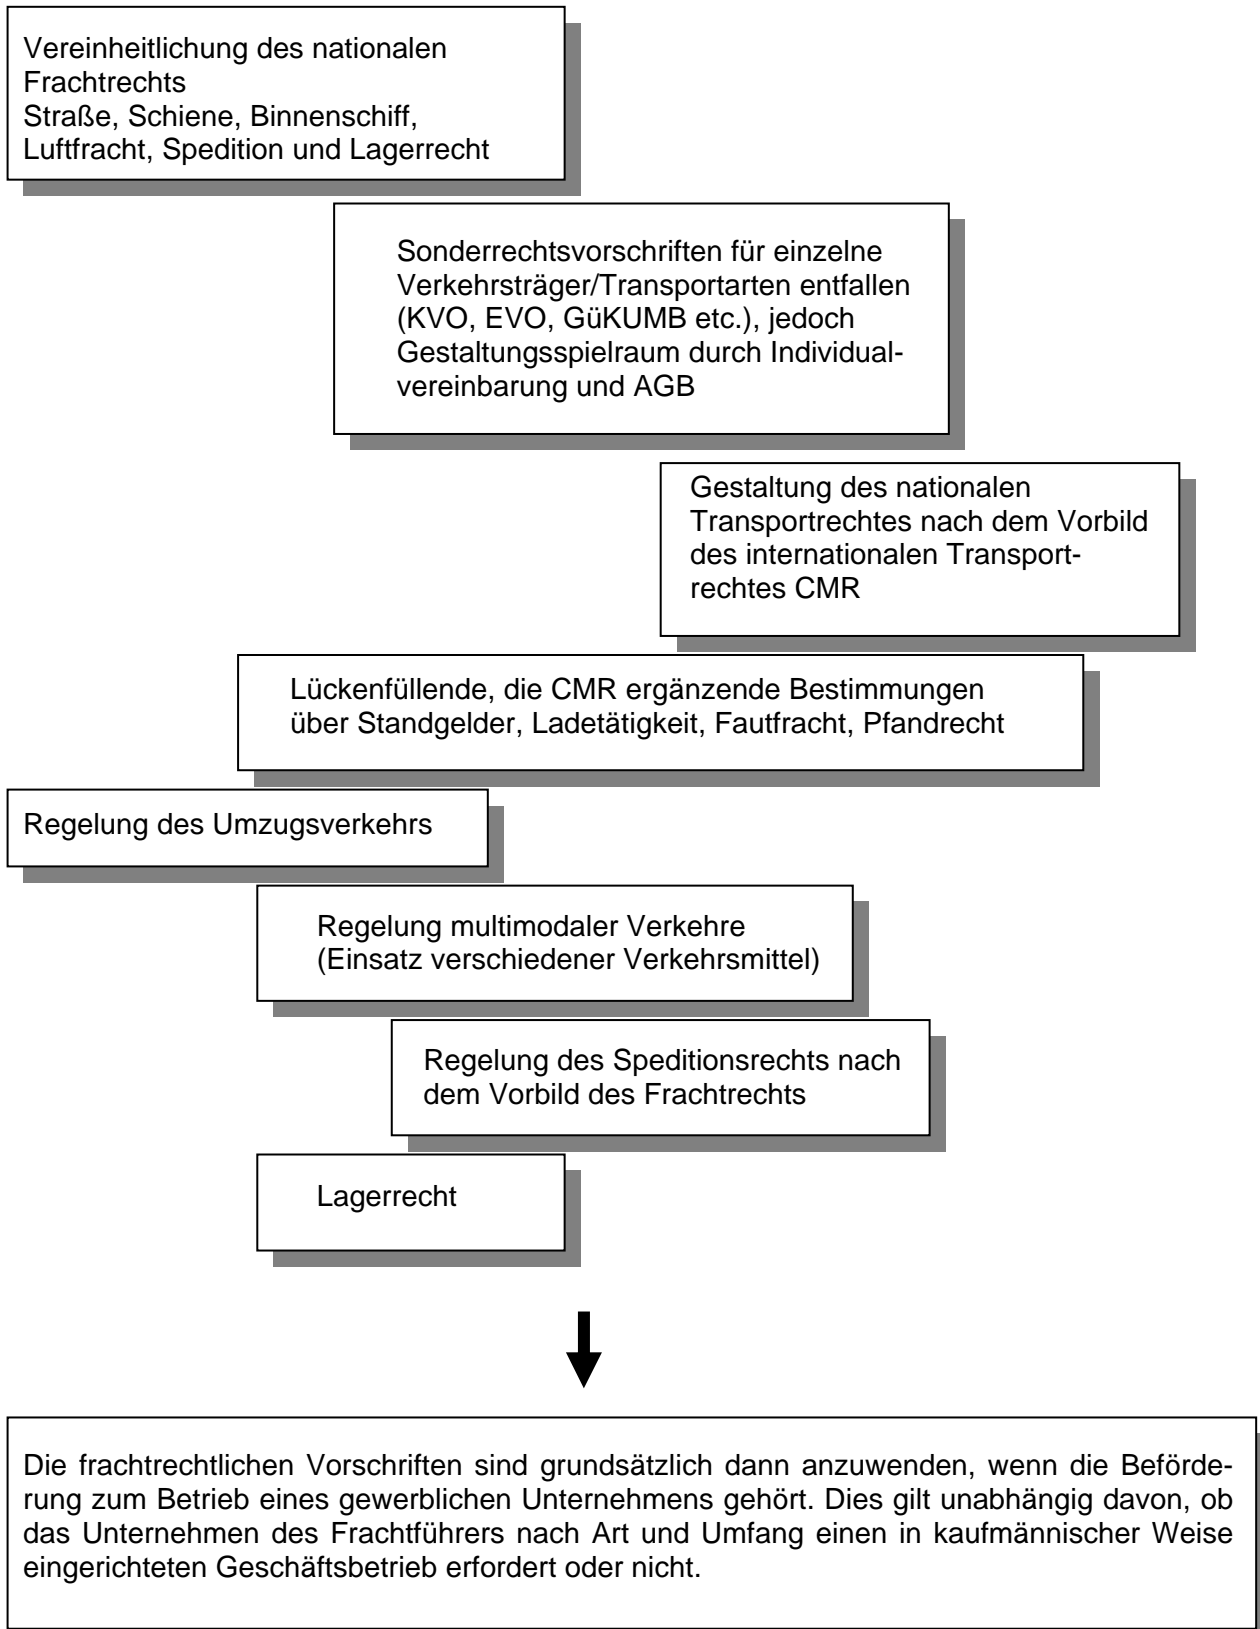 Vereinheitlichung des nationalen
Frachtrechts
Straße, Schiene, Binnenschiff,
Luftfracht, Spedition und Lagerrecht
Sonderrechtsvorschriften für einzelne
Verkehrsträger/Transportarten entfallen
(KVO, EVO, GüKUMB etc.), jedoch
Gestaltungsspielraum durch Individual-
vereinbarung und AGB
Gestaltung des nationalen
Transportrechtes nach dem Vorbild
des internationalen Transport-
rechtes CMR
Lückenfüllende, die CMR ergänzende Bestimmungen
über Standgelder, Ladetätigkeit, Fautfracht, Pfandrecht
Regelung des Umzugsverkehrs
Regelung multimodaler Verkehre
(Einsatz verschiedener Verkehrsmittel)
Regelung des Speditionsrechts nach
dem Vorbild des Frachtrechts
Lagerrecht
Die frachtrechtlichen Vorschriften sind grundsätzlich dann anzuwenden, wenn die Beförde-
rung zum Betrieb eines gewerblichen Unternehmens gehört. Dies gilt unabhängig davon, ob
das Unternehmen des Frachtführers nach Art und Umfang einen in kaufmännischer Weise
eingerichteten Geschäftsbetrieb erfordert oder nicht.